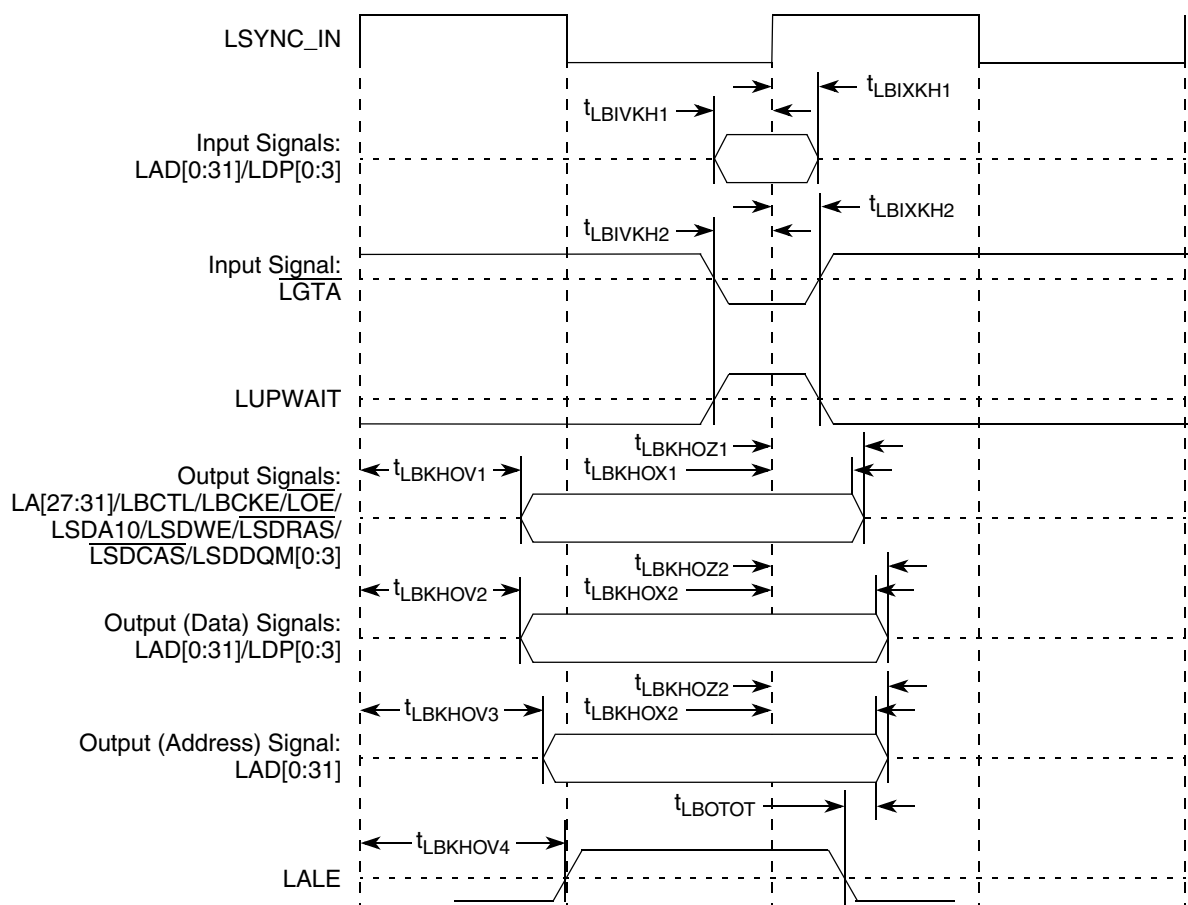 LSYNC_IN
tLBIXKH1
tLBIVKH1
Input Signals:
LAD[0:31]/LDP[0:3]
tLBIXKH2
tLBIVKH2
Input Signal:
LGTA
LUPWAIT
tLBKHOZ1
tLBKHOV1
tLBKHOX1
Output Signals:
LA[27:31]/LBCTL/LBCKE/LOE/
LSDA10/LSDWE/LSDRAS/
LSDCAS/LSDDQM[0:3]
tLBKHOZ2
tLBKHOV2
tLBKHOX2
Output (Data) Signals:
LAD[0:31]/LDP[0:3]
tLBKHOZ2
tLBKHOV3
tLBKHOX2
Output (Address) Signal:
LAD[0:31]
tLBOTOT
tLBKHOV4
LALE